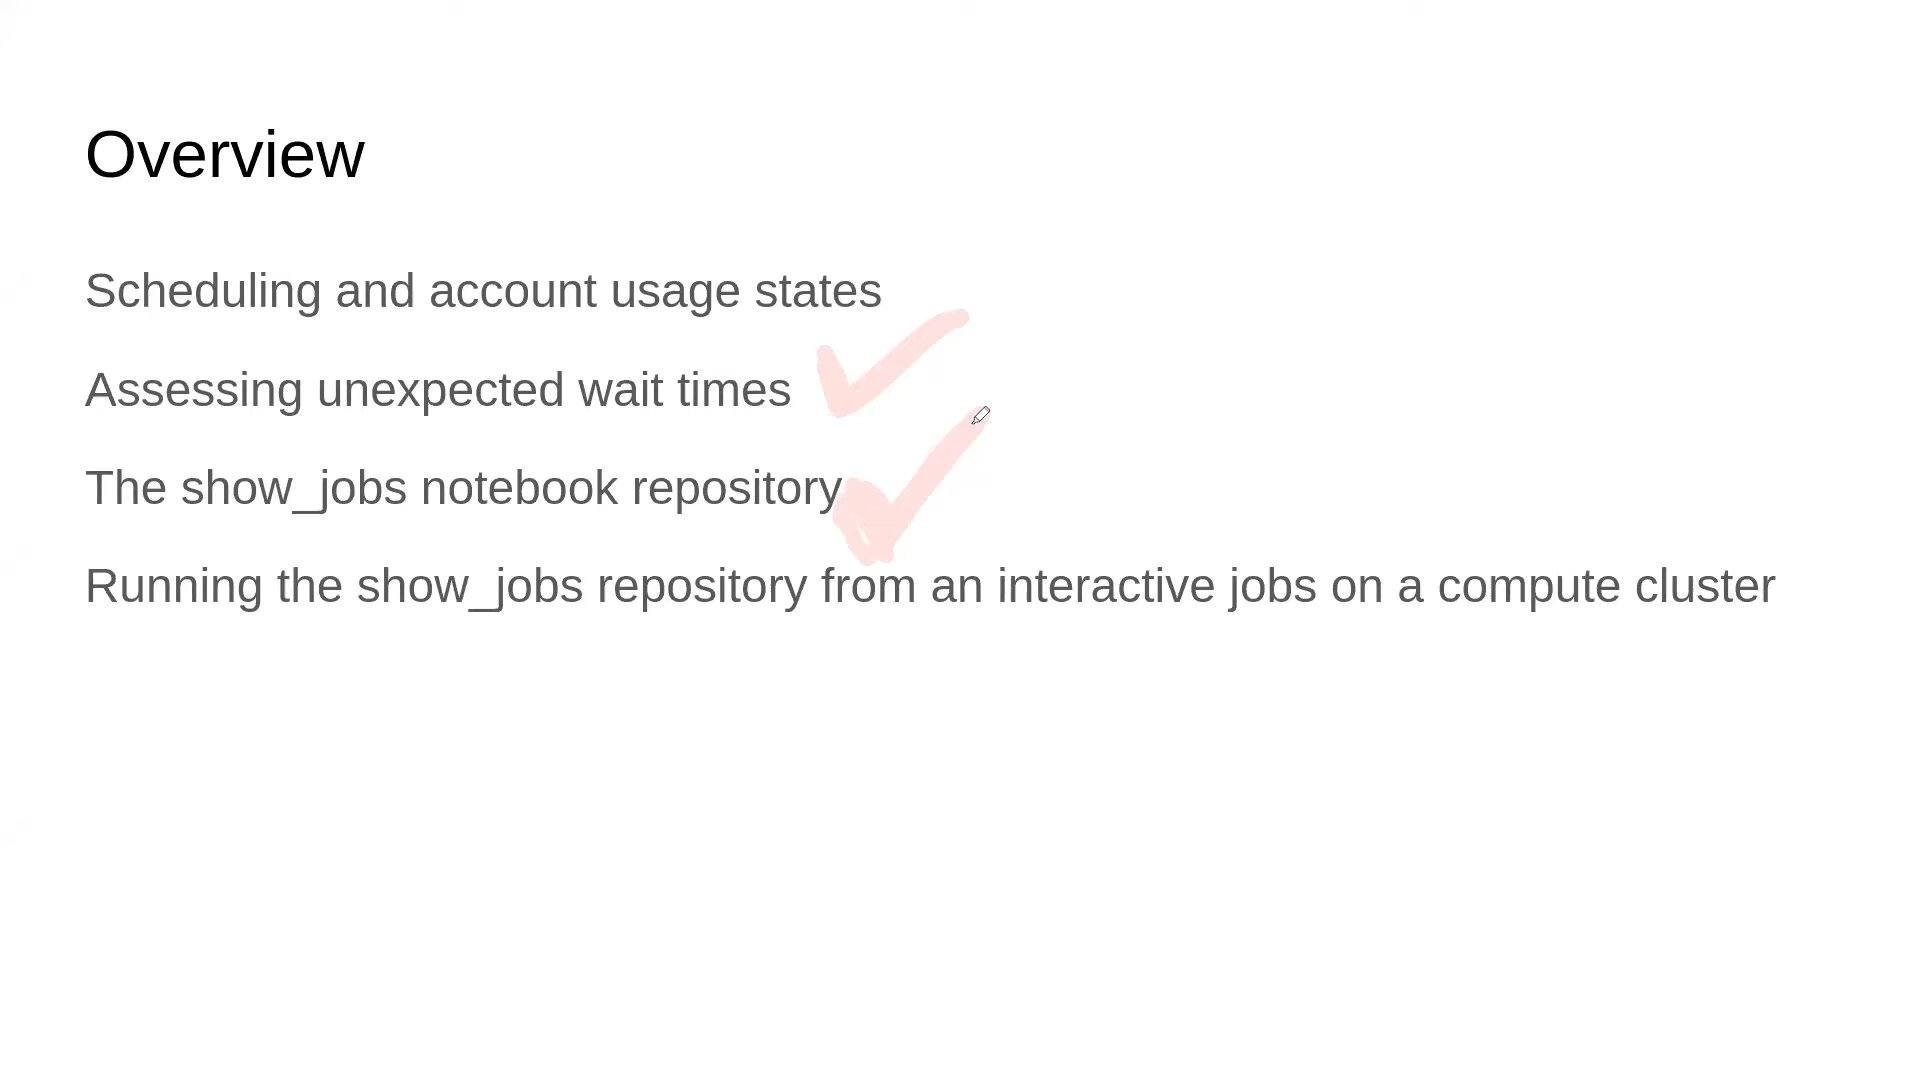 Overview
Scheduling and account usage states
Assessing unexpected wait times
The show_jobs notebook repository
Running the show_jobs repository from an interactive jobs on a compute cluster